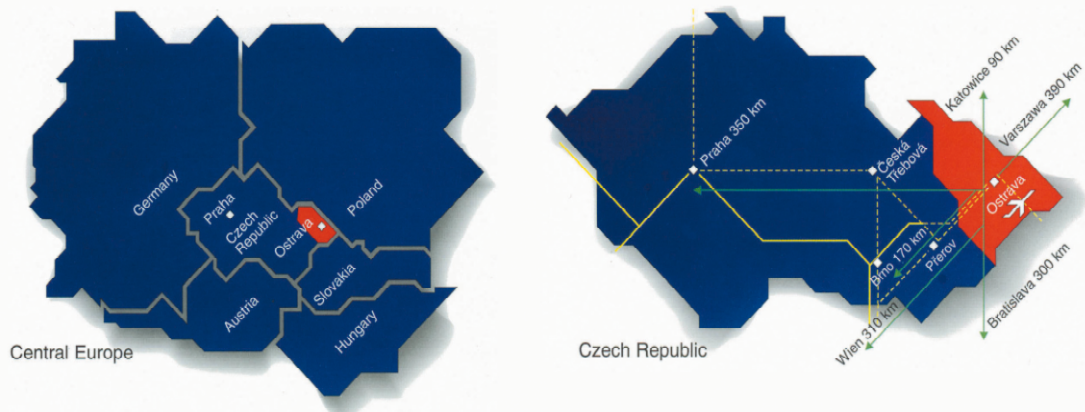 Germany
Praha
Czech
Republic
Ostrava
Poland
Slovakia
Austria
Hungary
Central Europe
Katowice 90 km
Varszawa 390 km
Praha 350 km
Česká
Třebová
Ostrava
Brno 170 km
Přerov
Wien 310 km
Bratislava 300 km
Czech Republic